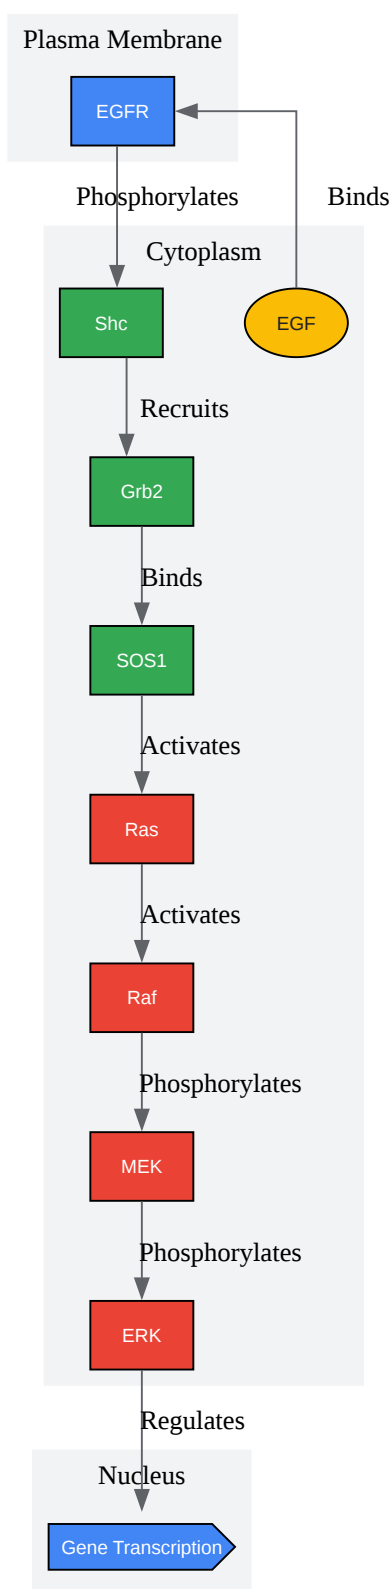 Plasma Membrane
EGFR
Phosphorylates
Binds
Cytoplasm
Shc
EGF
Recruits
Grb2
Binds
SOS1
Activates
Ras
Activates
Raf
Phosphorylates
MEK
Phosphorylates
ERK
Regulates
Nucleus
Gene Transcription